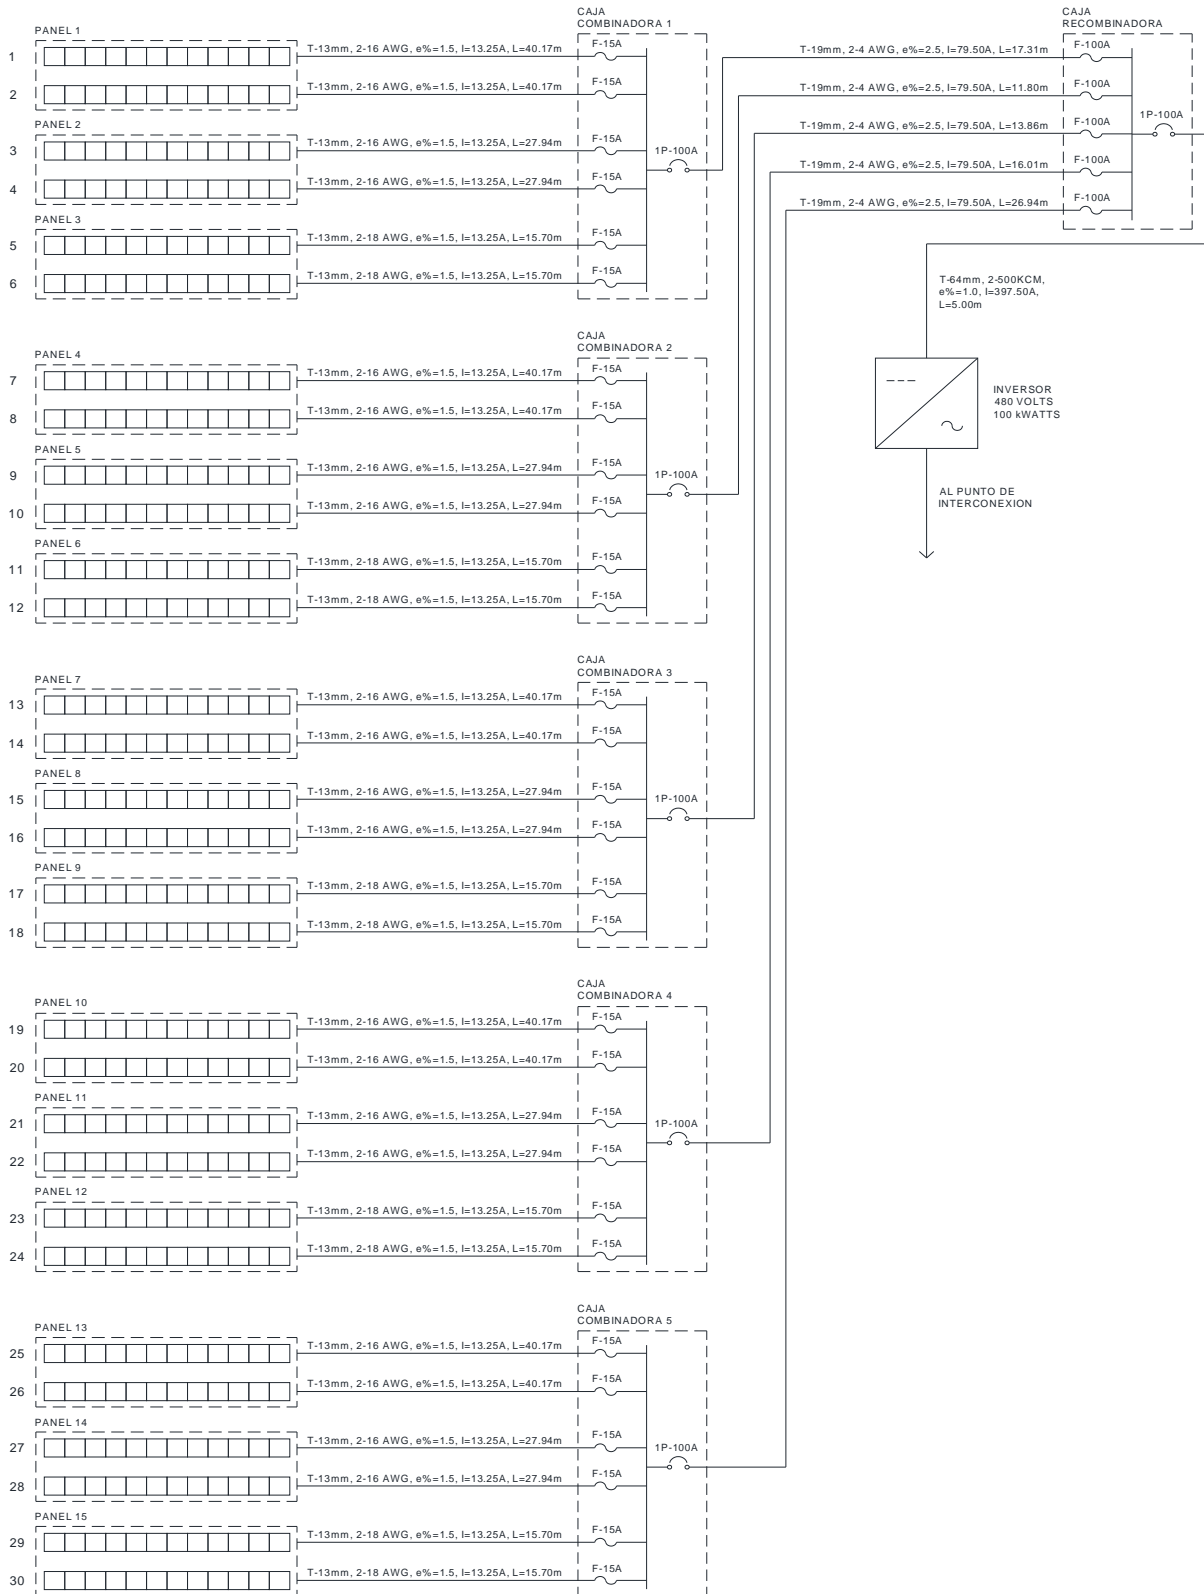 CAJA
COMBINADORA 1
CAJA
RECOMBINADORA
PANEL 1
1
T-13mm, 2-16 AWG, e%=1.5, I=13.25A, L=40.17m
F-15A
2
T-13mm, 2-16 AWG, e%=1.5, I=13.25A, L=40.17m
F-15A
PANEL 2
3
T-13mm, 2-16 AWG, e%=1.5, I=13.25A, L=27.94m
F-15A
1P-100A
4
T-13mm, 2-16 AWG, e%=1.5, I=13.25A, L=27.94m
F-15A
PANEL 3
5
T-13mm, 2-18 AWG, e%=1.5, I=13.25A, L=15.70m
F-15A
6
T-13mm, 2-18 AWG, e%=1.5, I=13.25A, L=15.70m
F-15A
T-19mm, 2-4 AWG, e%=2.5, I=79.50A, L=17.31m
F-100A
T-19mm, 2-4 AWG, e%=2.5, I=79.50A, L=11.80m
F-100A
T-19mm, 2-4 AWG, e%=2.5, I=79.50A, L=13.86m
F-100A
1P-100A
T-19mm, 2-4 AWG, e%=2.5, I=79.50A, L=16.01m
F-100A
T-19mm, 2-4 AWG, e%=2.5, I=79.50A, L=26.94m
F-100A
T-64mm, 2-500KCM,
e%=1.0, I=397.50A,
L=5.00m
INVERSOR
480 VOLTS
100 kWATTS
AL PUNTO DE
INTERCONEXION
CAJA
COMBINADORA 2
PANEL 4
7
T-13mm, 2-16 AWG, e%=1.5, I=13.25A, L=40.17m
F-15A
8
T-13mm, 2-16 AWG, e%=1.5, I=13.25A, L=40.17m
F-15A
PANEL 5
9
T-13mm, 2-16 AWG, e%=1.5, I=13.25A, L=27.94m
F-15A
1P-100A
10
T-13mm, 2-16 AWG, e%=1.5, I=13.25A, L=27.94m
F-15A
PANEL 6
11
T-13mm, 2-18 AWG, e%=1.5, I=13.25A, L=15.70m
F-15A
12
T-13mm, 2-18 AWG, e%=1.5, I=13.25A, L=15.70m
F-15A
CAJA
COMBINADORA 3
PANEL 7
13
T-13mm, 2-16 AWG, e%=1.5, I=13.25A, L=40.17m
F-15A
14
T-13mm, 2-16 AWG, e%=1.5, I=13.25A, L=40.17m
F-15A
PANEL 8
15
T-13mm, 2-16 AWG, e%=1.5, I=13.25A, L=27.94m
F-15A
1P-100A
16
T-13mm, 2-16 AWG, e%=1.5, I=13.25A, L=27.94m
F-15A
PANEL 9
17
T-13mm, 2-18 AWG, e%=1.5, I=13.25A, L=15.70m
F-15A
18
T-13mm, 2-18 AWG, e%=1.5, I=13.25A, L=15.70m
F-15A
CAJA
COMBINADORA 4
PANEL 10
19
T-13mm, 2-16 AWG, e%=1.5, I=13.25A, L=40.17m
F-15A
20
T-13mm, 2-16 AWG, e%=1.5, I=13.25A, L=40.17m
F-15A
PANEL 11
21
T-13mm, 2-16 AWG, e%=1.5, I=13.25A, L=27.94m
F-15A
1P-100A
22
T-13mm, 2-16 AWG, e%=1.5, I=13.25A, L=27.94m
F-15A
PANEL 12
23
T-13mm, 2-18 AWG, e%=1.5, I=13.25A, L=15.70m
F-15A
24
T-13mm, 2-18 AWG, e%=1.5, I=13.25A, L=15.70m
F-15A
CAJA
COMBINADORA 5
PANEL 13
25
T-13mm, 2-16 AWG, e%=1.5, I=13.25A, L=40.17m
F-15A
26
T-13mm, 2-16 AWG, e%=1.5, I=13.25A, L=40.17m
F-15A
PANEL 14
27
T-13mm, 2-16 AWG, e%=1.5, I=13.25A, L=27.94m
F-15A
1P-100A
28
T-13mm, 2-16 AWG, e%=1.5, I=13.25A, L=27.94m
F-15A
PANEL 15
29
T-13mm, 2-18 AWG, e%=1.5, I=13.25A, L=15.70m
F-15A
30
T-13mm, 2-18 AWG, e%=1.5, I=13.25A, L=15.70m
F-15A